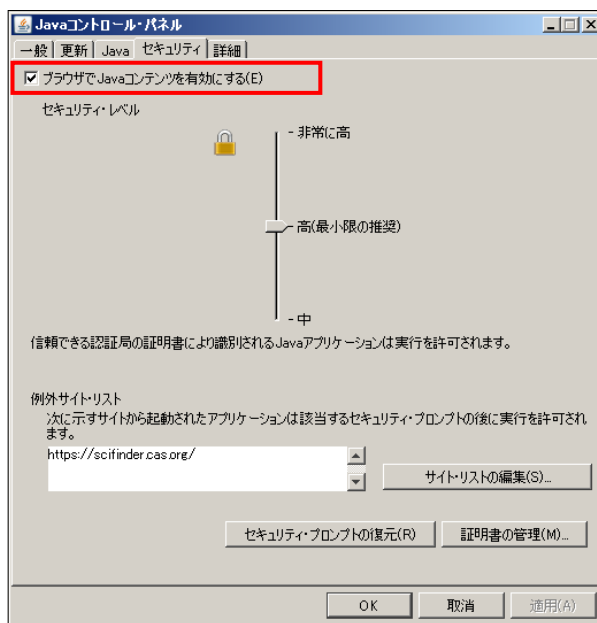 Javaコントロール・パネル
一般 更新 Java セキュリティ 詳細
ブラウザでJavaコンテンツを有効にする(E)
セキュリティ・レベル
- 非常に高
- 高(最小限の推奨)
- 中
信頼できる認証局の証明書により識別されるJavaアプリケーションは実行を許可されます。
例外サイト・リスト
次に示すサイトから起動されたアプリケーションは該当するセキュリティ・プロンプトの後に実行を許可され
ます。
https://scifinder.cas.org/
サイト・リストの編集(S)...
セキュリティ・プロンプトの復元(R) 証明書の管理(M)...
OK 取消 適用(A)